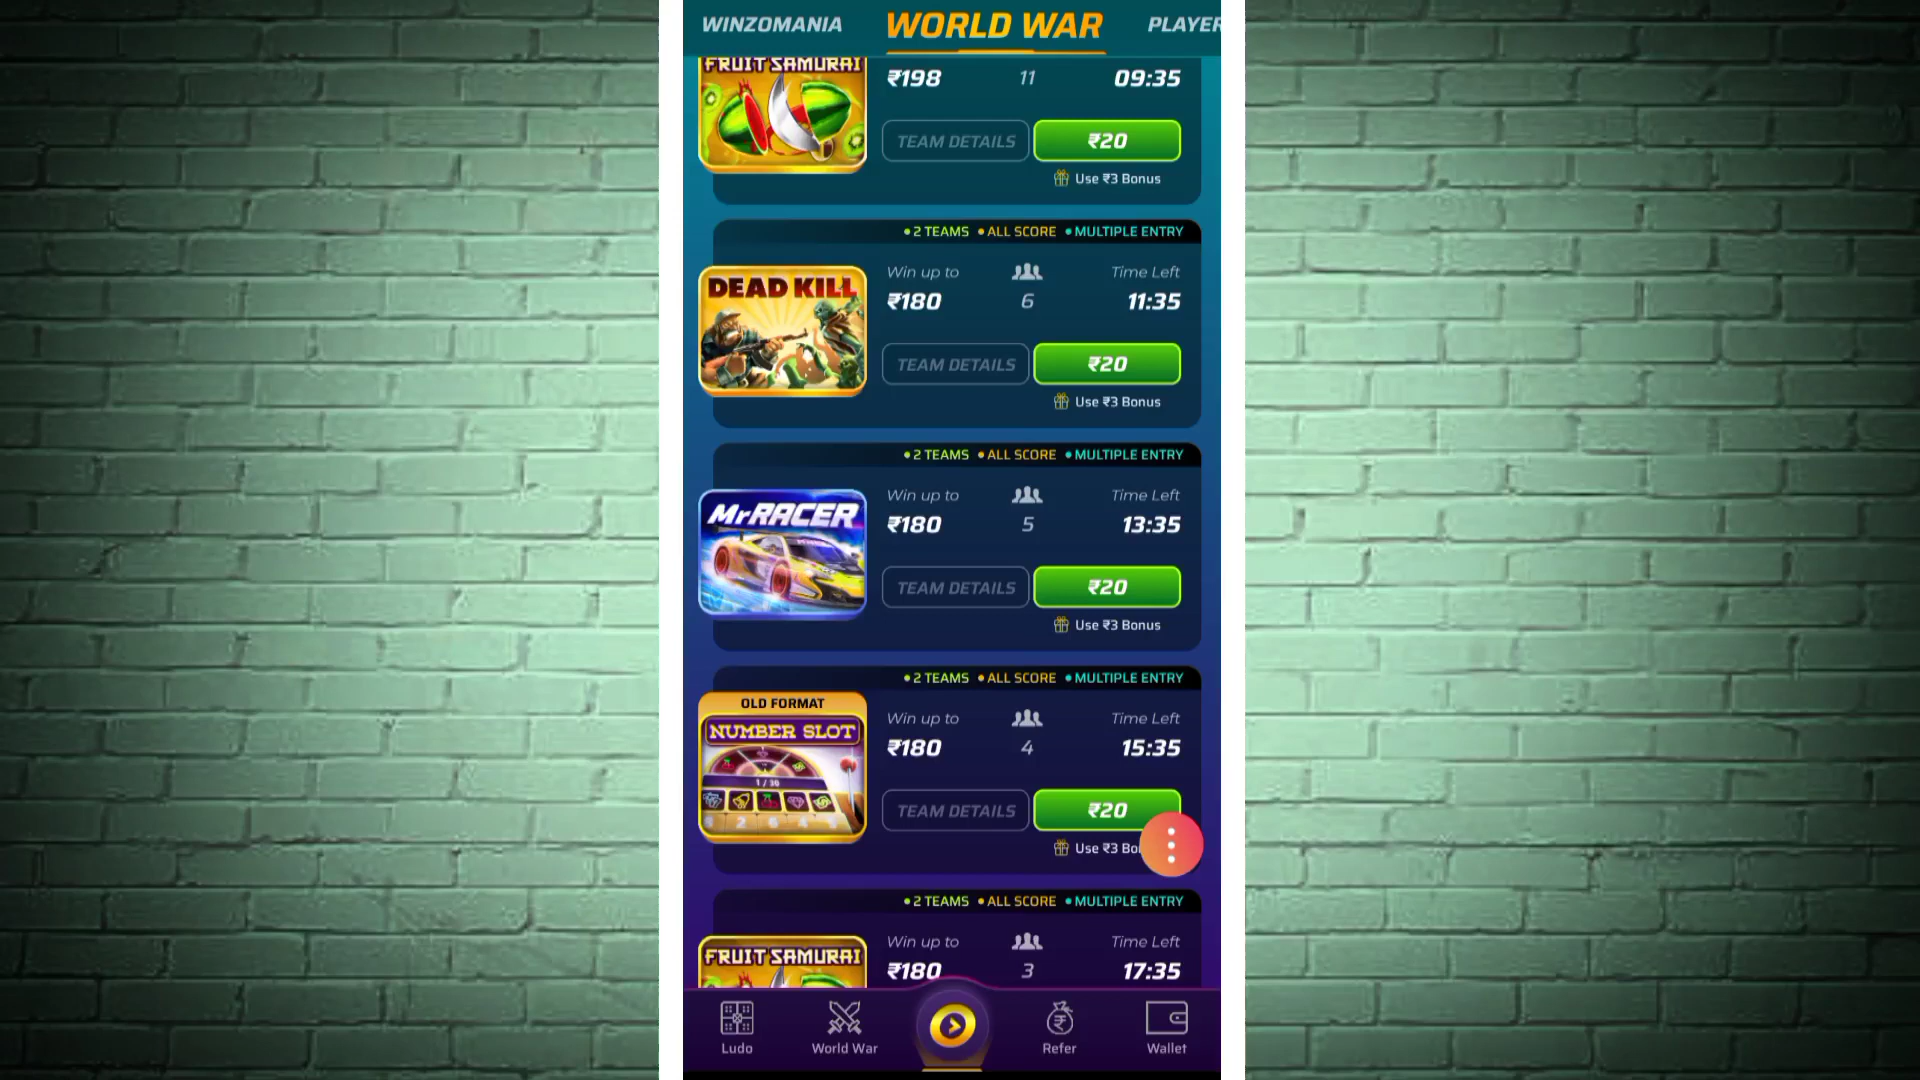 WINZOMANIA WORLD WAR PLAYER
FRUIT SAMURAI
₹198 11 09:35
TEAM DETAILS ₹20
Use ₹3 Bonus
2 TEAMS ALL SCORE MULTIPLE ENTRY
DEAD KILL
Win up to Time Left
₹180 6 11:35
TEAM DETAILS ₹20
Use ₹3 Bonus
2 TEAMS ALL SCORE MULTIPLE ENTRY
MrRACER
Win up to Time Left
₹180 5 13:35
TEAM DETAILS ₹20
Use ₹3 Bonus
2 TEAMS ALL SCORE MULTIPLE ENTRY
OLD FORMAT
NUMBER SLOT
1 / 30
Win up to Time Left
₹180 4 15:35
TEAM DETAILS ₹20
Use ₹3 Bo
2 TEAMS ALL SCORE MULTIPLE ENTRY
FRUIT SAMURAI
Win up to Time Left
₹180 3 17:35
Ludo World War Refer Wallet